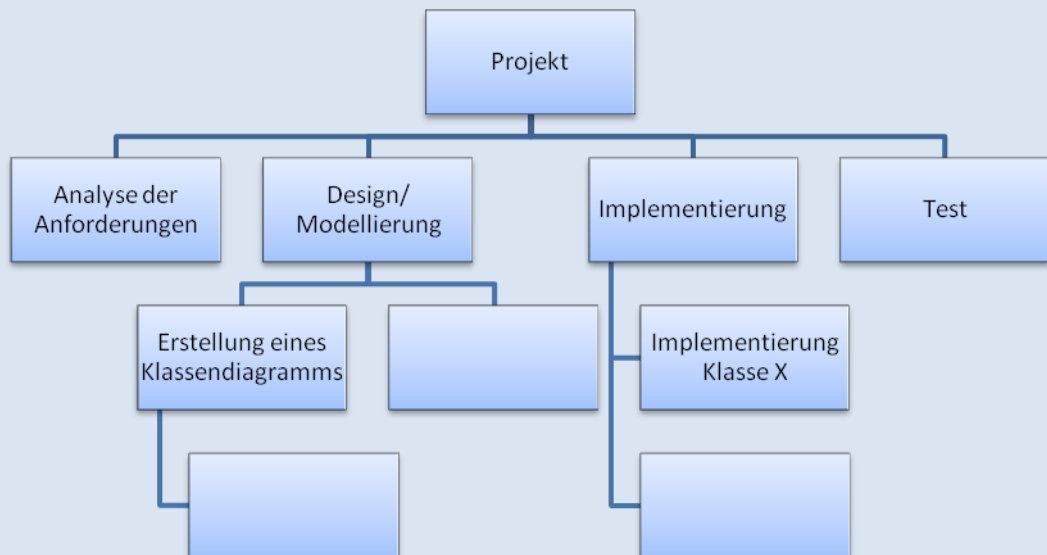 Projekt
Analyse der
Anforderungen
Design/
Modellierung
Implementierung
Test
Erstellung eines
Klassendiagramms
Implementierung
Klasse X